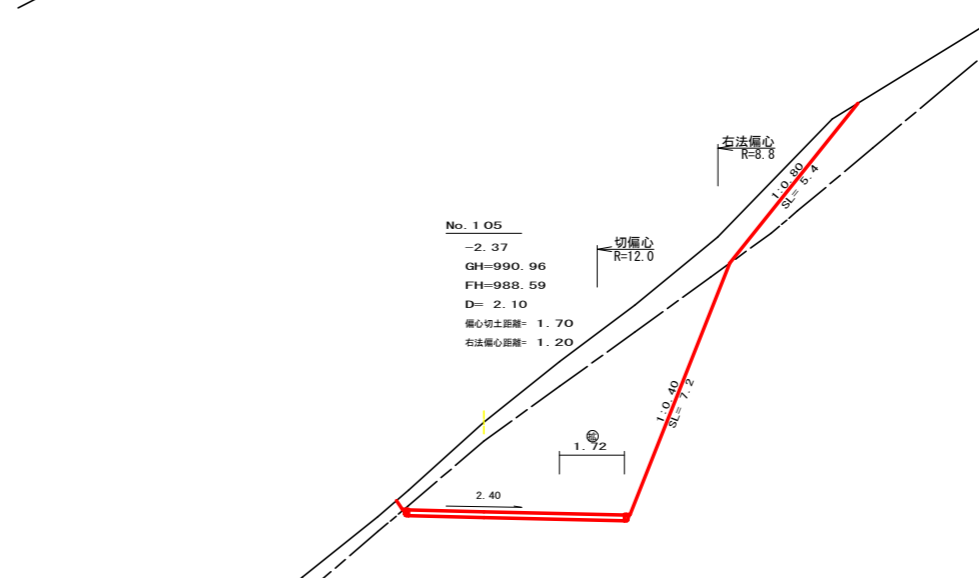 右法偏心
R=8.8
1:0.80
SL= 5.4
No.105
切偏心
R=12.0
-2.37
GH=990.96
FH=988.59
D= 2.10
偏心切土距離= 1.70
右法偏心距離= 1.20
1:0.40
SL= 7.2
拡
1.72
2.40